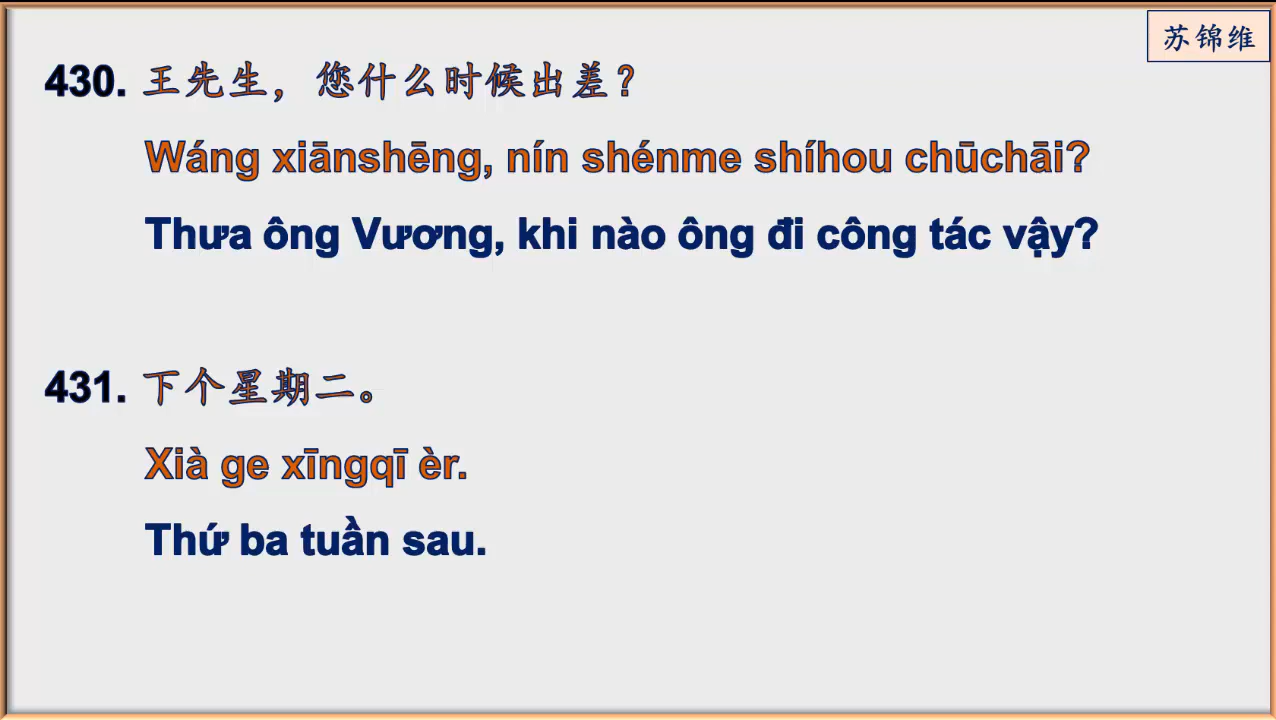 苏锦维
430. 王先生，您什么时候出差？
Wáng xiānshēng, nín shénme shíhou chūchāi?
Thưa ông Vương, khi nào ông đi công tác vậy?
431. 下个星期二。
Xià ge xīngqī èr.
Thứ ba tuần sau.